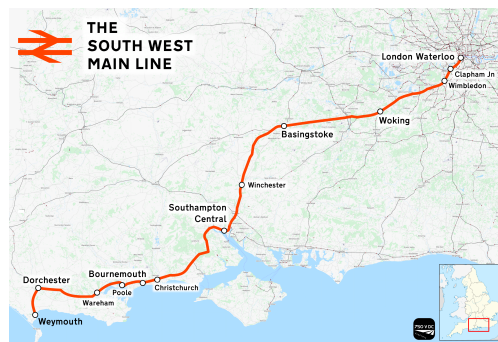 THE
SOUTH WEST
MAIN LINE
London Waterloo
Clapham Jn
Wimbledon
Woking
Basingstoke
Winchester
Southampton
Central
Bournemouth
Christchurch
Poole
Wareham
Dorchester
Weymouth
750 V DC